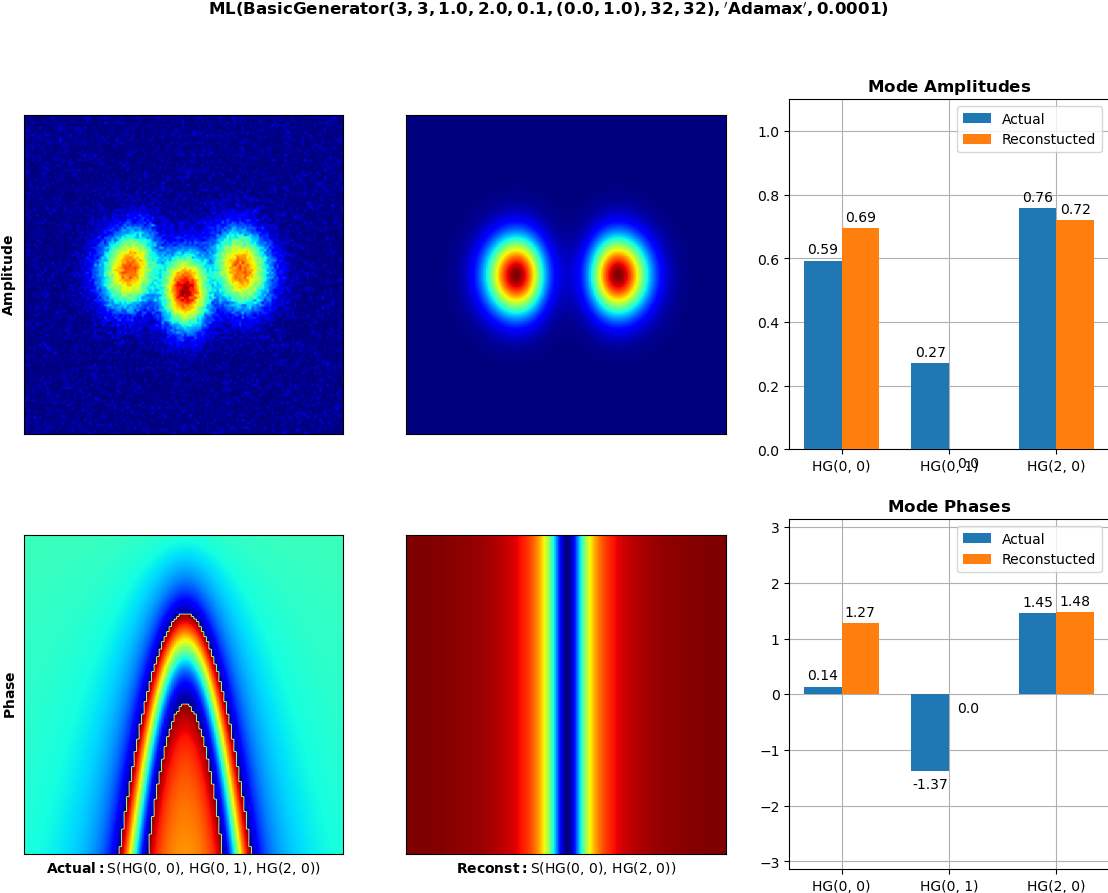 ML(BasicGenerator(3, 3, 1.0, 2.0, 0.1, (0.0, 1.0), 32, 32), ′Adamax′, 0.0001)
Amplitude
Mode Amplitudes
Actual
Reconstucted
1.0
0.8
0.6
0.4
0.2
0.0
0.59
0.69
0.27
0.0
0.76
0.72
HG(0, 0)
HG(0, 1)
HG(2, 0)
Phase
Actual: S(HG(0, 0), HG(0, 1), HG(2, 0))
Reconst: S(HG(0, 0), HG(2, 0))
Mode Phases
Actual
Reconstucted
3
2
1
0
−1
−2
−3
0.14
1.27
-1.37
0.0
1.45
1.48
HG(0, 0)
HG(0, 1)
HG(2, 0)